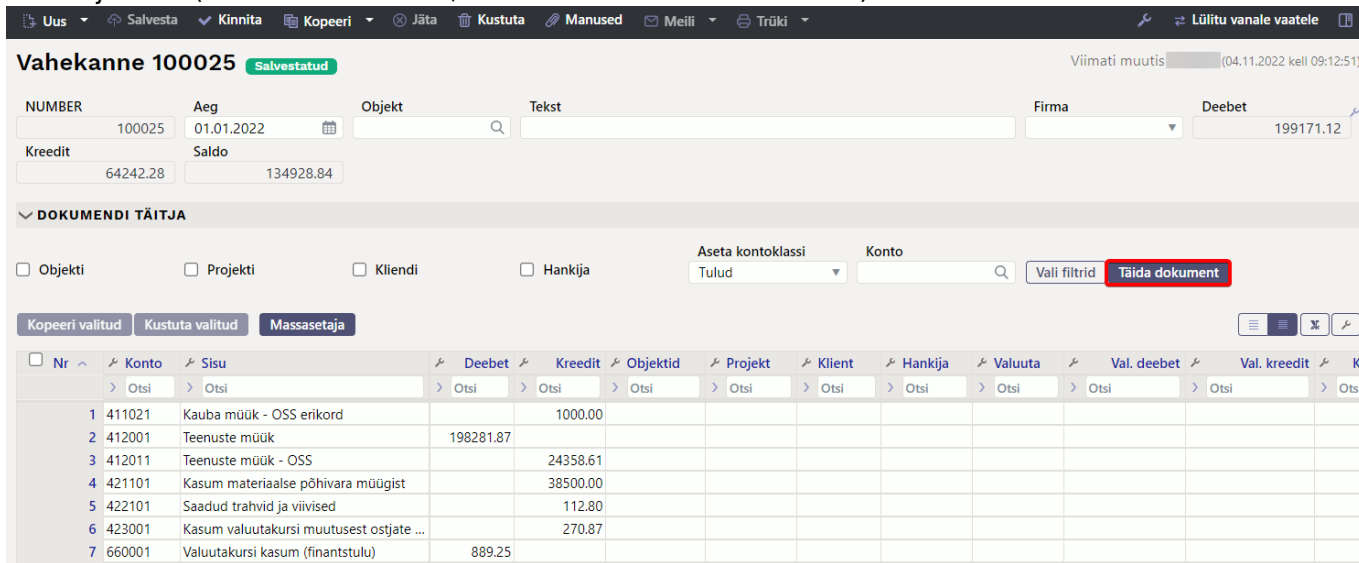 Uus Salvesta Kinnita Kopeeri Jäta Kustuta Manused Meili Trüki Lülitu vanale vaatele
Vahekanne 100025 Salvestatud Viimati muutis (04.11.2022 kell 09:12:51)
NUMBER Aeg Objekt Tekst Firma Deebet
100025 01.01.2022 199171.12
Kreedit Saldo
64242.28 134928.84
DOKUMENDI TÄITJA
Aseta kontoklassi Konto
Objekti Projekti Kliendi Hankija Tulud Vali filtrid Täida dokument
Kopeeri valitud Kustuta valitud Massasetaja
Nr Konto Sisu Deebet Kreedit Objektid Projekt Klient Hankija Valuuta Val. deebet Val. kreedit K
> Otsi > Otsi > Otsi > Otsi > Otsi > Otsi > Otsi > Otsi > Otsi > Otsi > Otsi > Ots
1 411021 Kauba müük - OSS erikord 1000.00
2 412001 Teenuste müük 198281.87
3 412011 Teenuste müük - OSS 24358.61
4 421101 Kasum materiaalse põhivara müügist 38500.00
5 422101 Saadud trahvid ja viivised 112.80
6 423001 Kasum valuutakursi muutusest ostjate ... 270.87
7 660001 Valuutakursi kasum (finantstulu) 889.25